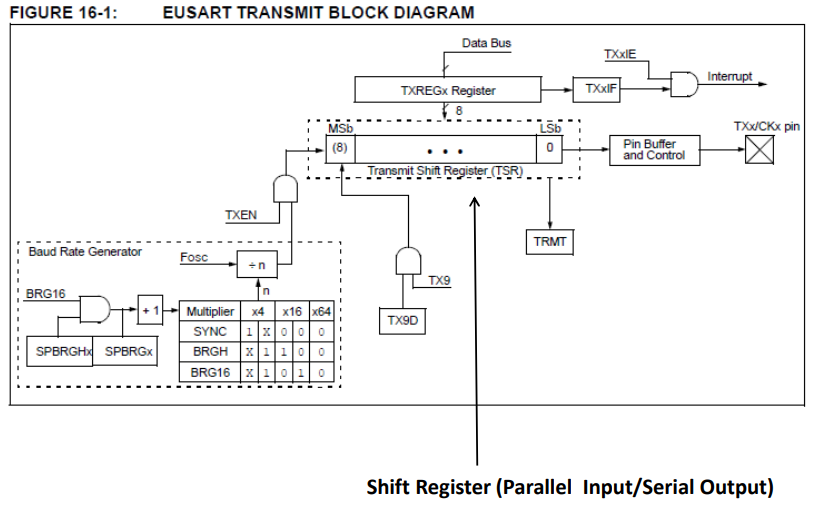 FIGURE 16-1: EUSART TRANSMIT BLOCK DIAGRAM
Data Bus
TXxIE
Interrupt
TXREGx Register
TXxIF
8
MSb
LSb
TXx/CKx pin
(8)
• • •
0
Pin Buffer
and Control
Transmit Shift Register (TSR)
TXEN
TRMT
Baud Rate Generator
Fosc
÷ n
TX9
n
BRG16
+ 1
Multiplier x4 x16 x64
TX9D
SYNC 1 X 0 0 0
SPBRGHx SPBRGx
BRGH X 1 1 0 0
BRG16 X 1 0 1 0
Shift Register (Parallel Input/Serial Output)